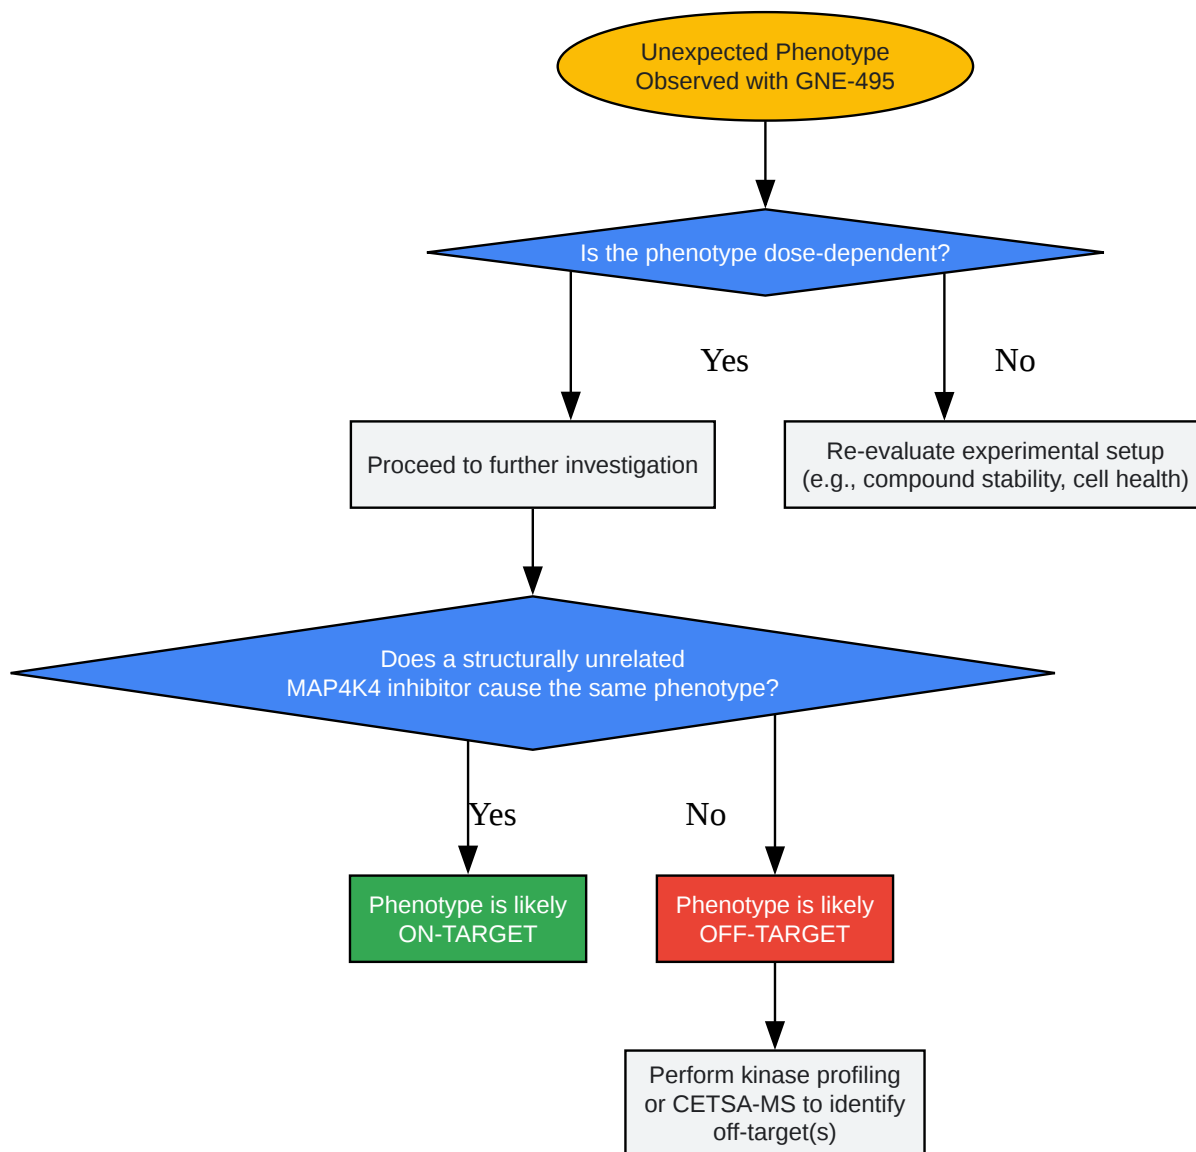 Unexpected Phenotype
Observed with GNE-495
Is the phenotype dose-dependent?
Yes
No
Proceed to further investigation
Re-evaluate experimental setup
(e.g., compound stability, cell health)
Does a structurally unrelated
MAP4K4 inhibitor cause the same phenotype?
Yes
No
Phenotype is likely
ON-TARGET
Phenotype is likely
OFF-TARGET
Perform kinase profiling
or CETSA-MS to identify
off-target(s)